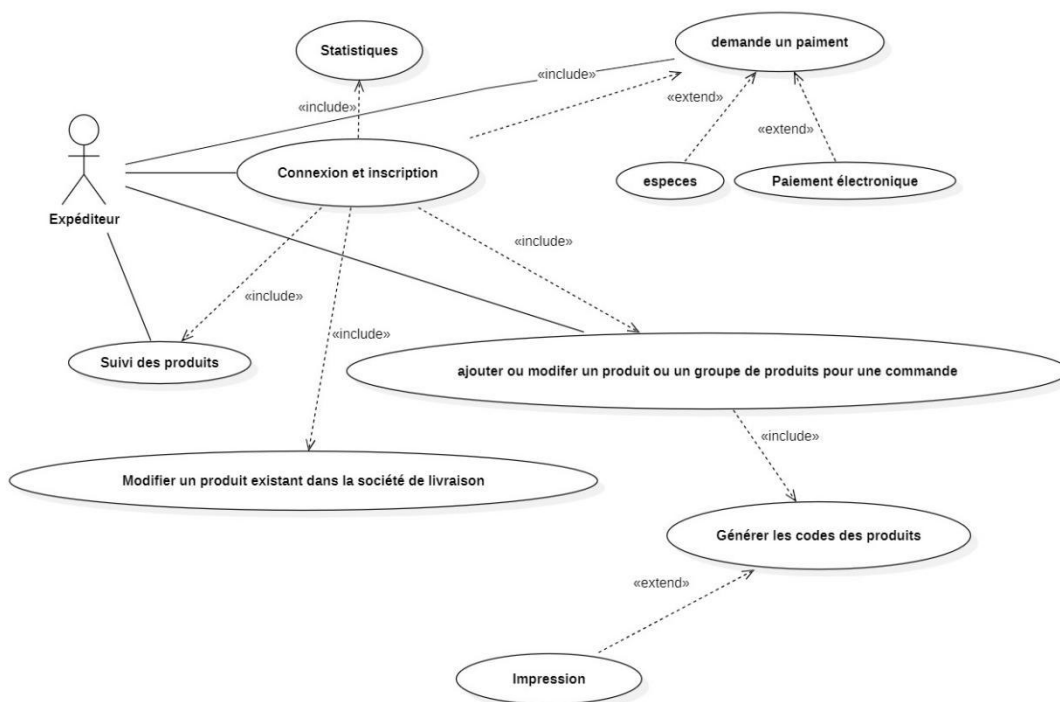 Statistiques
demande un paiment
«include»
«include»
«extend»
«extend»
Connexion et inscription
especes
Paiement électronique
Expéditeur
«include»
«include»
«include»
Suivi des produits
ajouter ou modifer un produit ou un groupe de produits pour une commande
«include»
Modifier un produit existant dans la société de livraison
Générer les codes des produits
«extend»
Impression